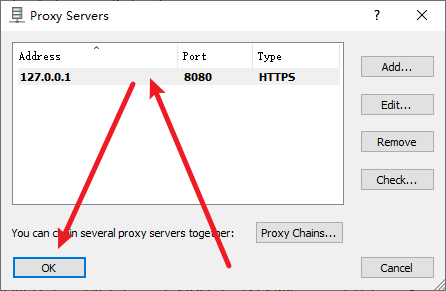 Proxy Servers
Address Port Type
127.0.0.1 8080 HTTPS
Add...
Edit...
Remove
Check...
You can chain several proxy servers together: Proxy Chains...
OK Cancel